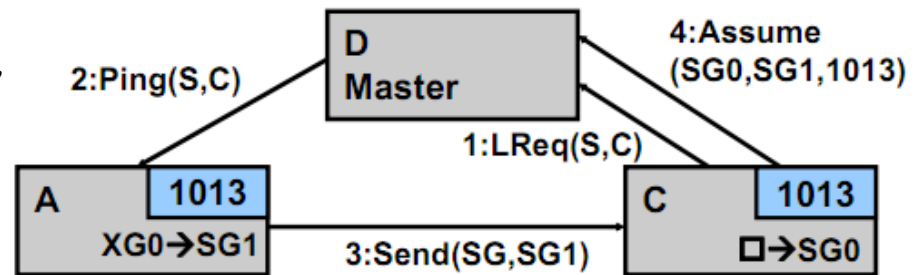 D
Master
4:Assume
(SG0,SG1,1013)
2:Ping(S,C)
1:LReq(S,C)
A
1013
XG0→SG1
3:Send(SG,SG1)
C
1013
□→SG0